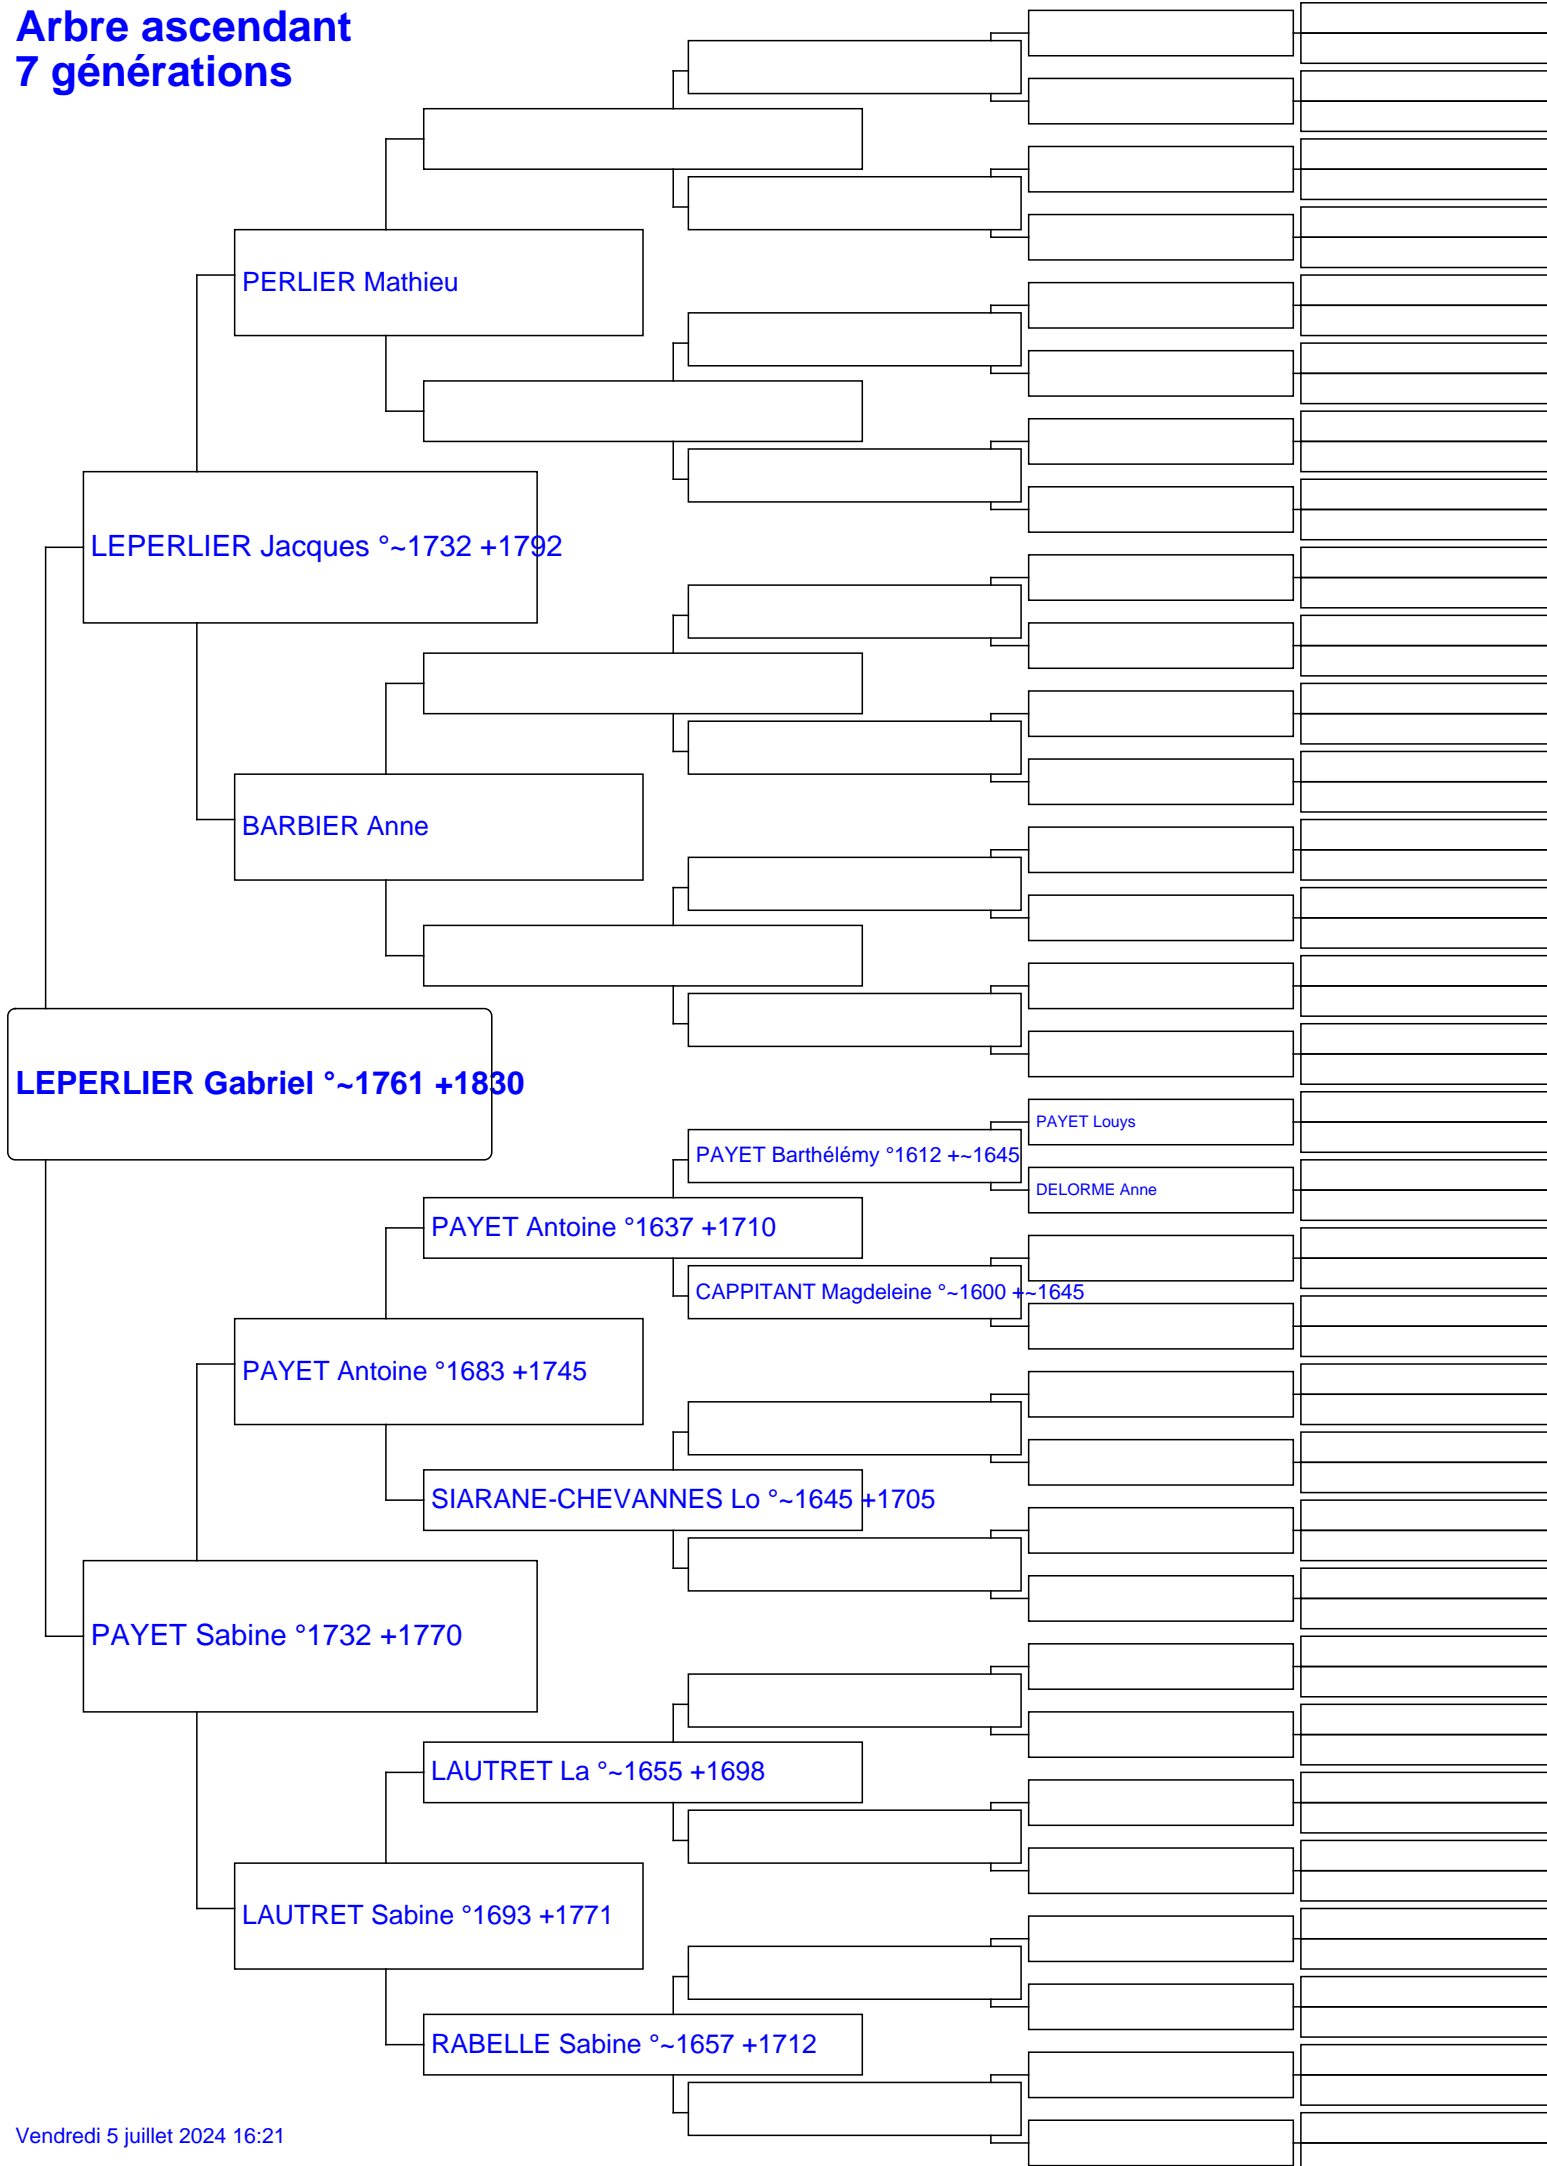 Arbre ascendant
7 générations
PERLIER Mathieu
LEPERLIER Jacques °~1732 +1792
BARBIER Anne
LEPERLIER Gabriel °~1761 +1830
PAYET Louys
PAYET Barthélémy °1612 +~1645
DELORME Anne
PAYET Antoine °1637 +1710
CAPPITANT Magdeleine °~1600 +~1645
PAYET Antoine °1683 +1745
SIARANE-CHEVANNES Lo °~1645 +1705
PAYET Sabine °1732 +1770
LAUTRET La °~1655 +1698
LAUTRET Sabine °1693 +1771
RABELLE Sabine °~1657 +1712
Vendredi 5 juillet 2024 16:21